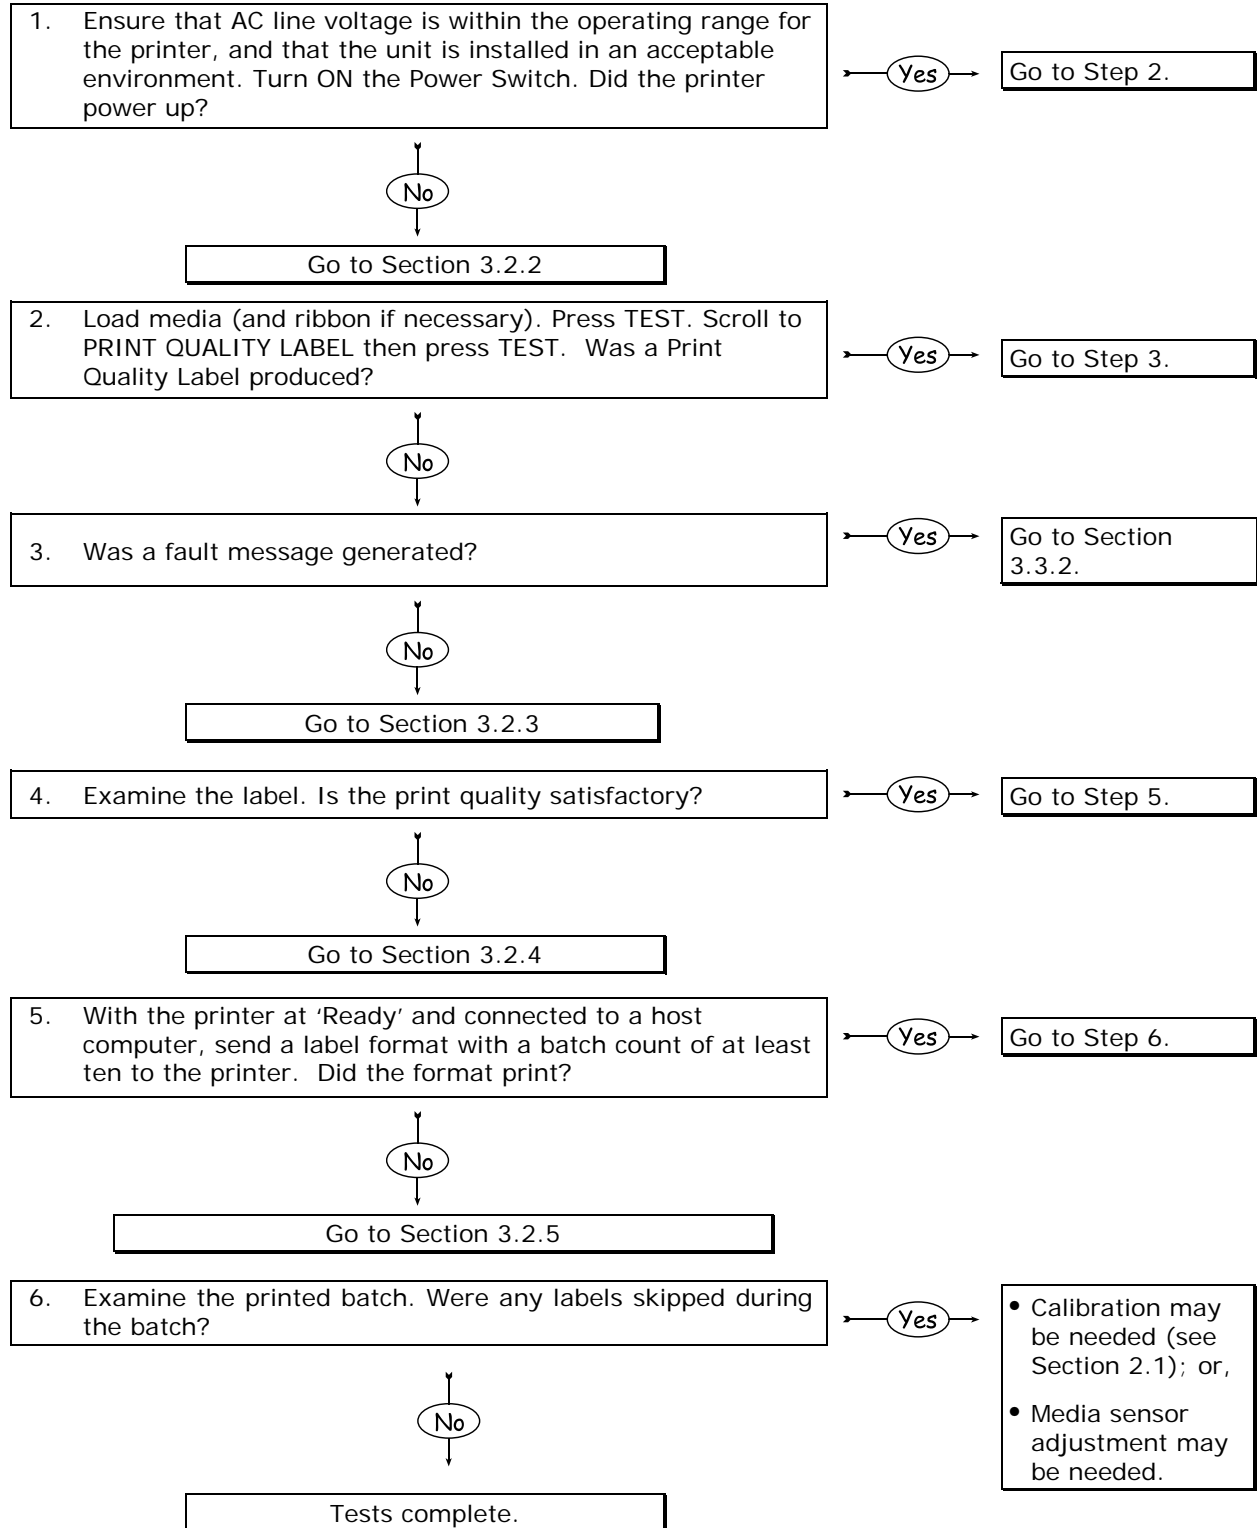 1. Ensure that AC line voltage is within the operating range for
the printer, and that the unit is installed in an acceptable
environment. Turn ON the Power Switch. Did the printer
power up?
Yes
Go to Step 2.
No
Go to Section 3.2.2
2. Load media (and ribbon if necessary). Press TEST. Scroll to
PRINT QUALITY LABEL then press TEST.  Was a Print
Quality Label produced?
Yes
Go to Step 3.
No
3. Was a fault message generated?
Yes
Go to Section
3.3.2.
No
Go to Section 3.2.3
4. Examine the label. Is the print quality satisfactory?
Yes
Go to Step 5.
No
Go to Section 3.2.4
5. With the printer at ‘Ready’ and connected to a host
computer, send a label format with a batch count of at least
ten to the printer.  Did the format print?
Yes
Go to Step 6.
No
Go to Section 3.2.5
6. Examine the printed batch. Were any labels skipped during
the batch?
Yes
• Calibration may
be needed (see
Section 2.1); or,
• Media sensor
adjustment may
be needed.
No
Tests complete.